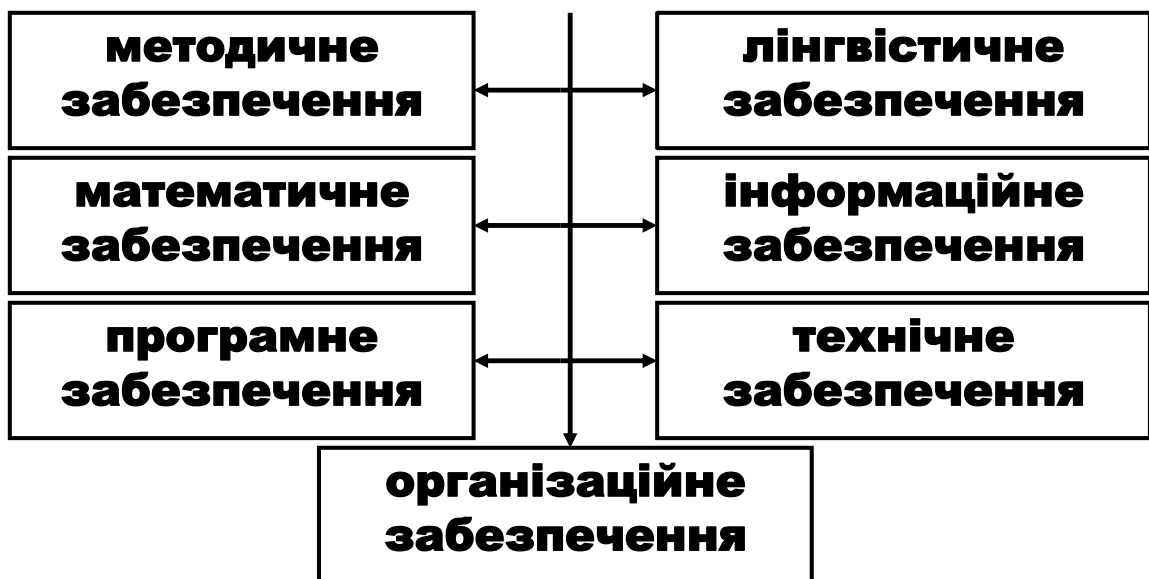 методичне
забезпечення
лінгвістичне
забезпечення
математичне
забезпечення
інформаційне
забезпечення
програмне
забезпечення
технічне
забезпечення
організаційне
забезпечення